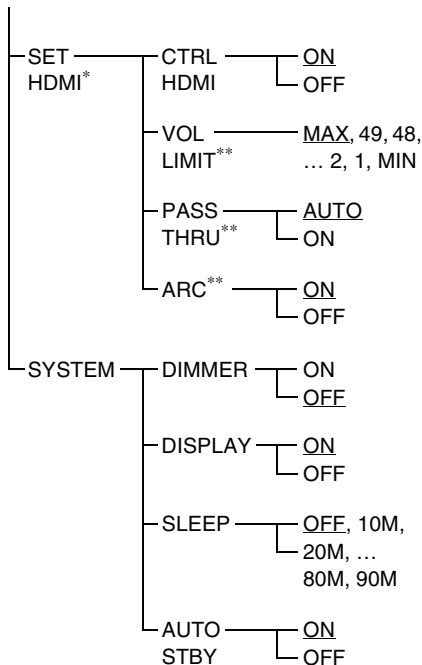 SET HDMI*
CTRL HDMI
ON
OFF
VOL LIMIT**
MAX, 49, 48,
... 2, 1, MIN
PASS THRU**
AUTO
ON
ARC**
ON
OFF
SYSTEM
DIMMER
ON
OFF
DISPLAY
ON
OFF
SLEEP
OFF, 10M,
20M, ...
80M, 90M
AUTO STBY
ON
OFF